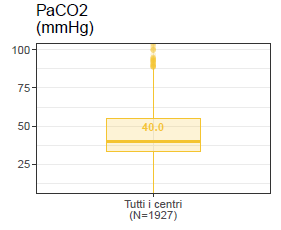 PaCO2
(mmHg)
100
75
50
40.0
25
Tutti i centri
(N=1927)